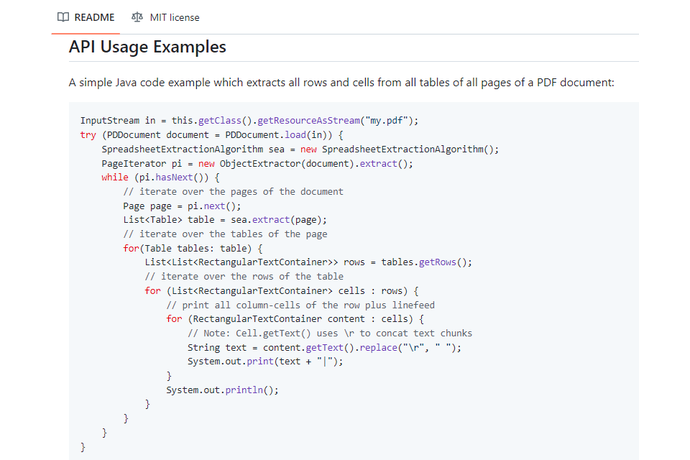 README MIT license
API Usage Examples
A simple Java code example which extracts all rows and cells from all tables of all pages of a PDF document:
InputStream in = this.getClass().getResourceAsStream("my.pdf");
try (PDDocument document = PDDocument.load(in)) {
    SpreadsheetExtractionAlgorithm sea = new SpreadsheetExtractionAlgorithm();
    PageIterator pi = new ObjectExtractor(document).extract();
    while (pi.hasNext()) {
        // iterate over the pages of the document
        Page page = pi.next();
        List<Table> table = sea.extract(page);
        // iterate over the tables of the page
        for(Table tables: table) {
            List<List<RectangularTextContainer>> rows = tables.getRows();
            // iterate over the rows of the table
            for (List<RectangularTextContainer> cells : rows) {
                // print all column-cells of the row plus linefeed
                for (RectangularTextContainer content : cells) {
                    // Note: Cell.getText() uses \r to concat text chunks
                    String text = content.getText().replace("\r", " ");
                    System.out.print(text + "|");
                }
                System.out.println();
            }
        }
    }
}